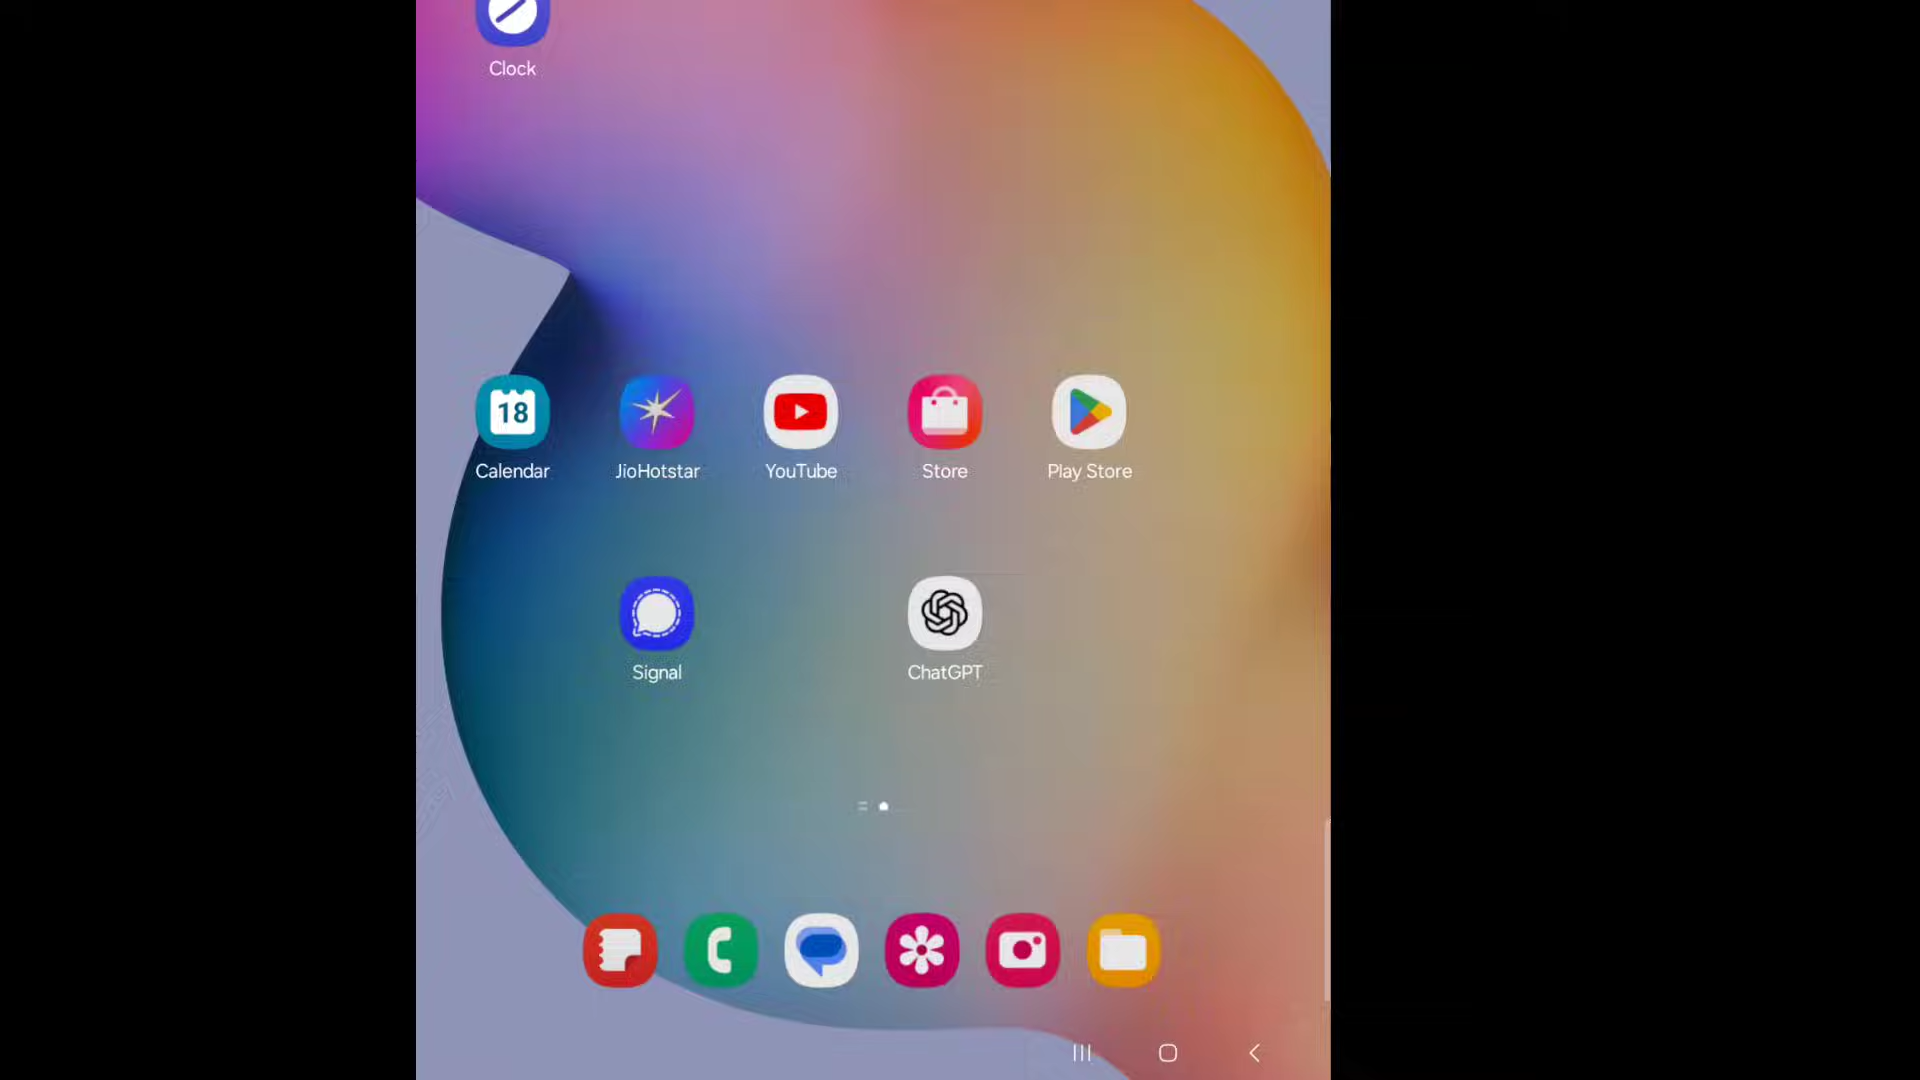 Clock
18
Calendar
JioHotstar
YouTube
Store
Play Store
Signal
ChatGPT